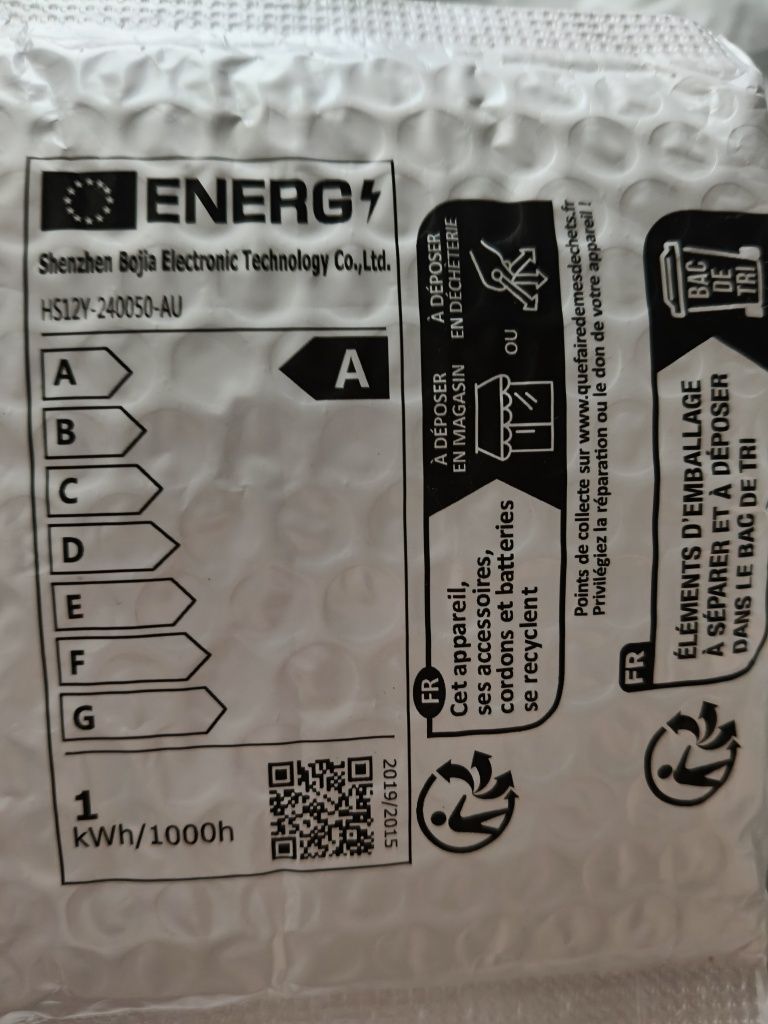 ENERG
Shenzhen Bojia Electronic Technology Co.,Ltd.
HS12Y-240050-AU
A
A
B
C
D
E
F
G
1
kWh/1000h
2019/2015
FR
Cet appareil,
ses accessoires,
cordons et batteries
se recyclent
À DÉPOSER
EN MAGASIN
OU
À DÉPOSER
EN DÉCHÈTERIE
Points de collecte sur www.quefairedemesdechets.fr
Privilégiez la réparation ou le don de votre appareil !
FR
ÉLÉMENTS D'EMBALLAGE
À SÉPARER ET À DÉPOSER
DANS LE BAC DE TRI
BAC
DE
TRI